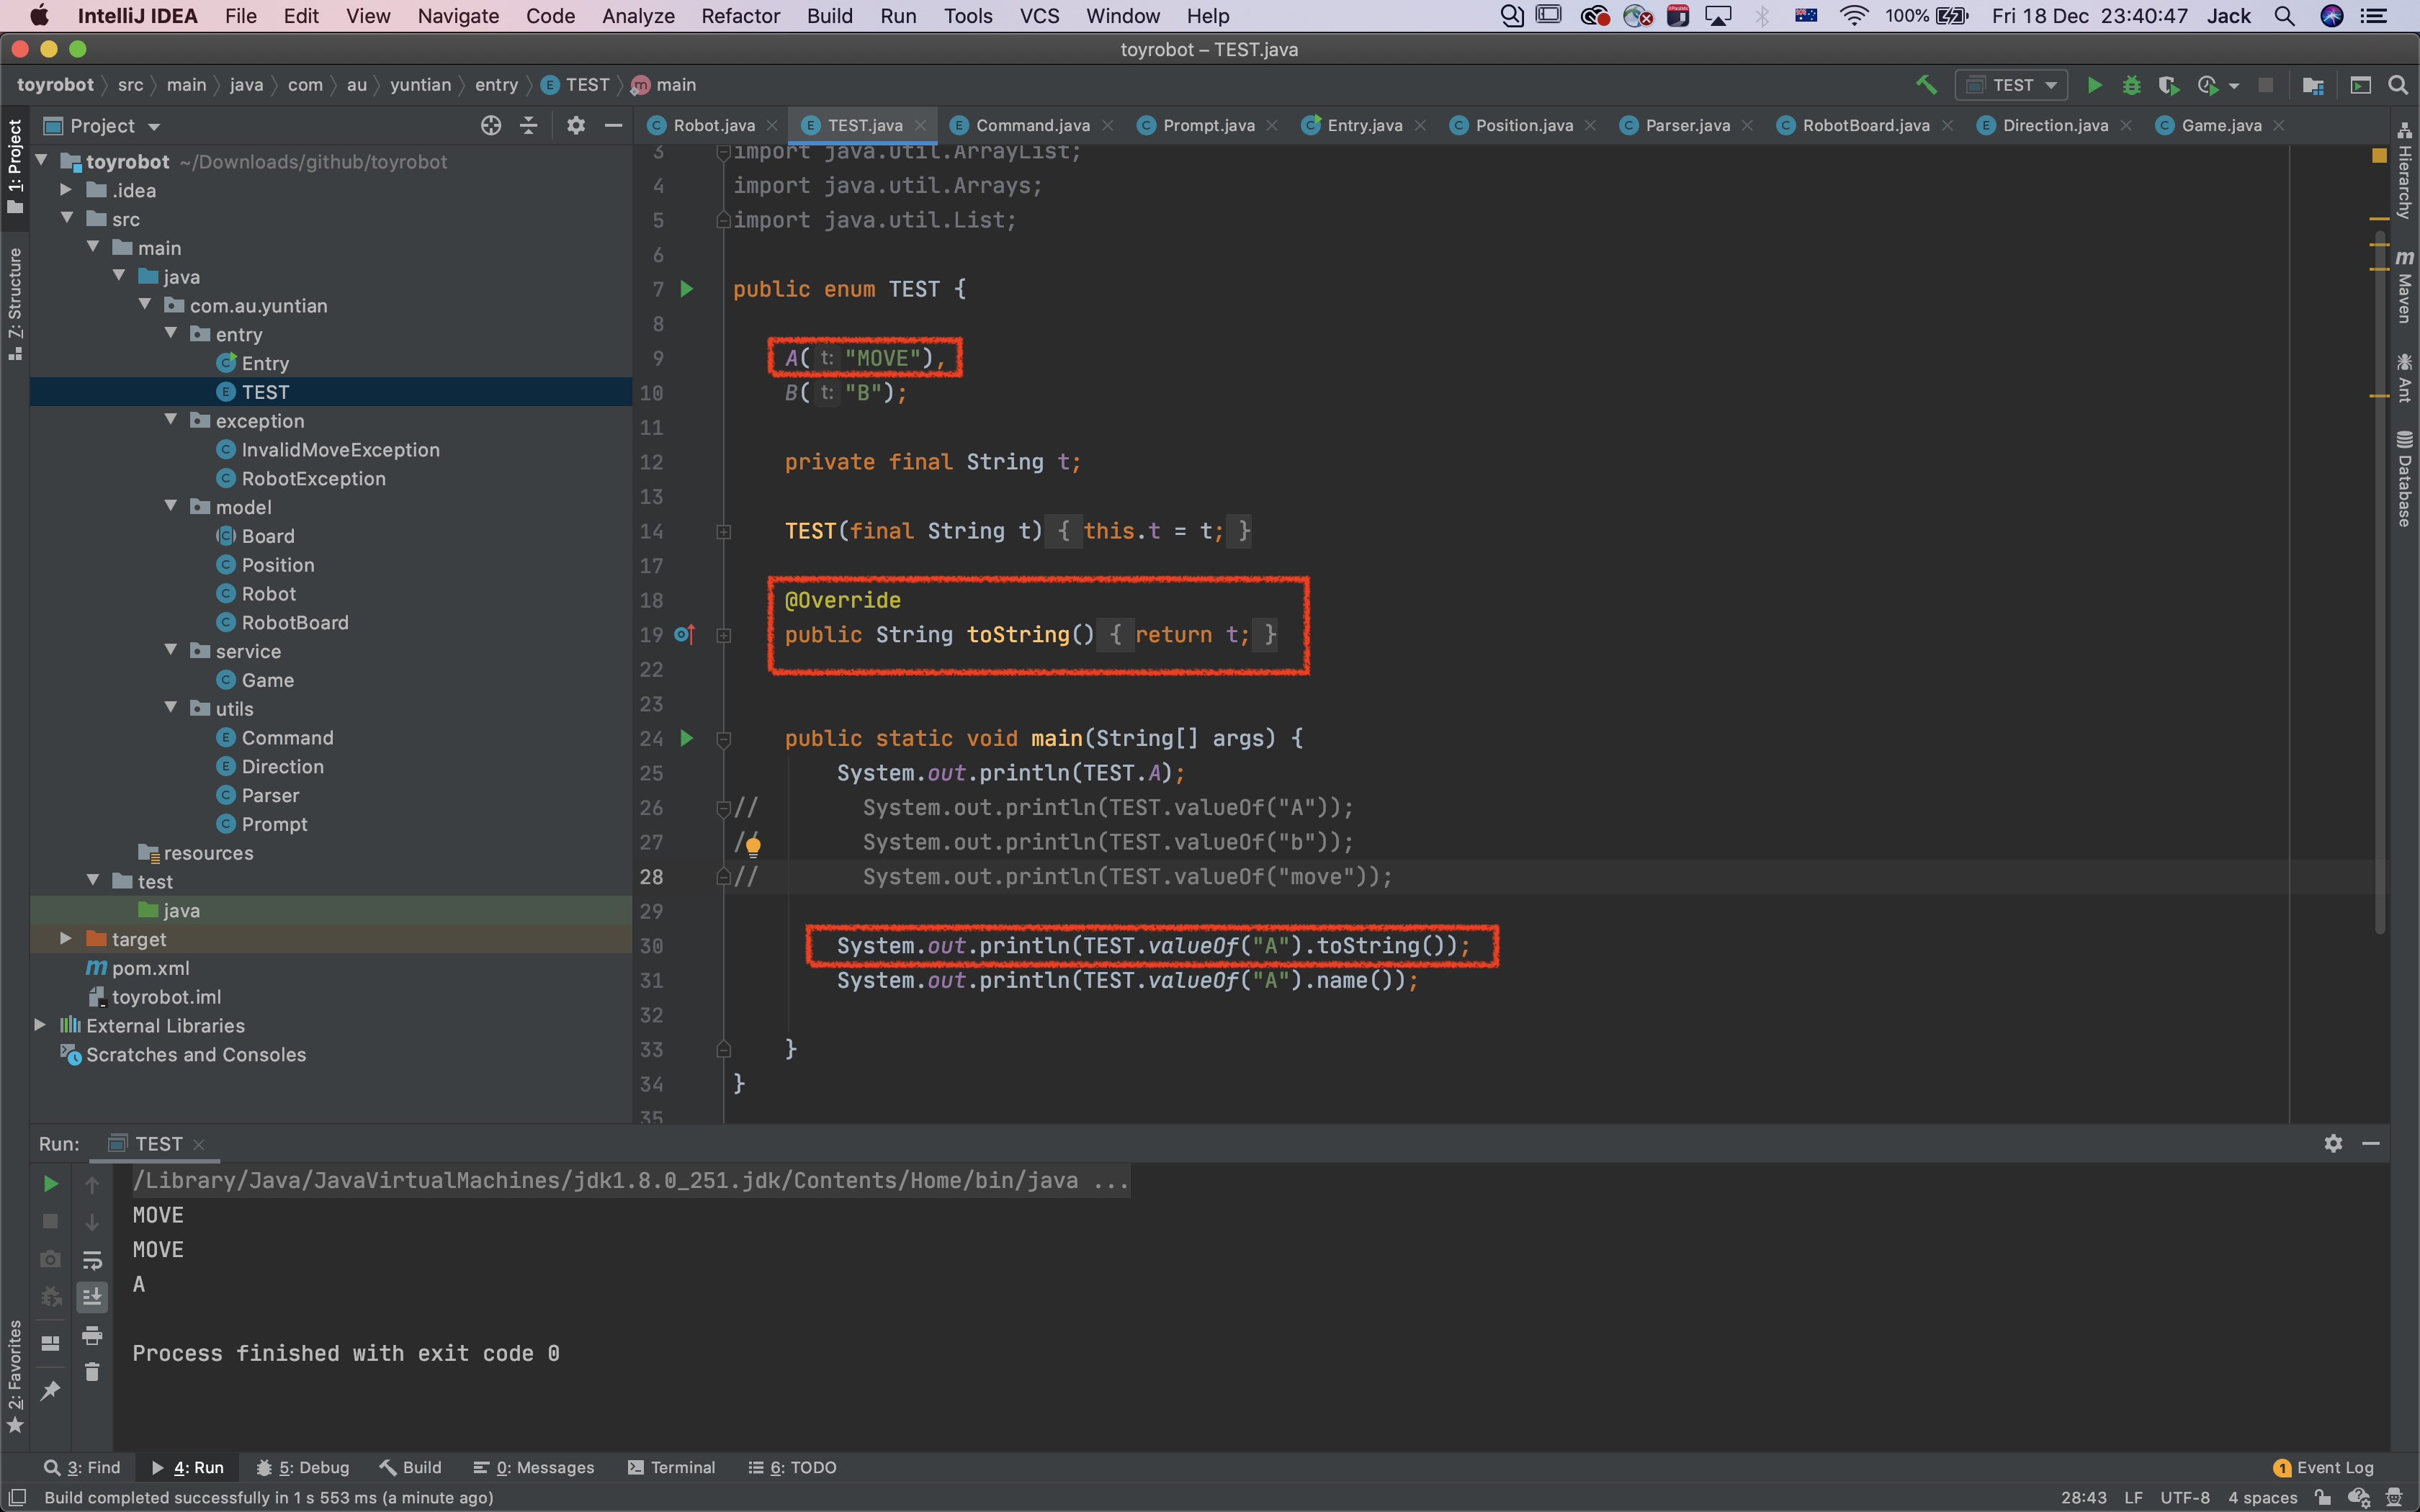 IntelliJ IDEA File Edit View Navigate Code Analyze Refactor Build Run Tools VCS Window Help 100% Fri 18 Dec 23:40:47 Jack
toyrobot – TEST.java
toyrobot src main java com au yuntian entry TEST main TEST
Project
Robot.java TEST.java Command.java Prompt.java Entry.java Position.java Parser.java RobotBoard.java Direction.java Game.java
1: Project
Z: Structure
2: Favorites
toyrobot ~/Downloads/github/toyrobot
.idea
src
main
java
com.au.yuntian
entry
Entry
TEST
exception
InvalidMoveException
RobotException
model
Board
Position
Robot
RobotBoard
service
Game
utils
Command
Direction
Parser
Prompt
resources
test
java
target
pom.xml
toyrobot.iml
External Libraries
Scratches and Consoles
3 import java.util.ArrayList;
4 import java.util.Arrays;
5 import java.util.List;
6
7 public enum TEST {
8
9 A( t: "MOVE"),
10 B( t: "B");
11
12 private final String t;
13
14 TEST(final String t) { this.t = t; }
17
18 @Override
19 public String toString() { return t; }
22
23
24 public static void main(String[] args) {
25 System.out.println(TEST.A);
26 // System.out.println(TEST.valueOf("A"));
27 // System.out.println(TEST.valueOf("b"));
28 // System.out.println(TEST.valueOf("move"));
29
30 System.out.println(TEST.valueOf("A").toString());
31 System.out.println(TEST.valueOf("A").name());
32
33 }
34 }
35
Hierarchy
Maven
Ant
Database
Run: TEST
/Library/Java/JavaVirtualMachines/jdk1.8.0_251.jdk/Contents/Home/bin/java ...
MOVE
MOVE
A
Process finished with exit code 0
3: Find 4: Run 5: Debug Build 0: Messages Terminal 6: TODO 1 Event Log
Build completed successfully in 1 s 553 ms (a minute ago) 28:43 LF UTF-8 4 spaces